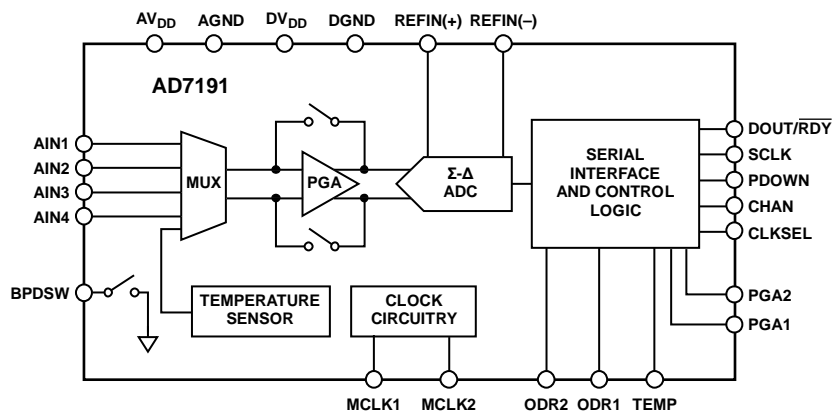 AVDD AGND DVDD DGND REFIN(+) REFIN(–)
AD7191
AIN1
AIN2
AIN3
AIN4
MUX
PGA
Σ-Δ
ADC
SERIAL
INTERFACE
AND CONTROL
LOGIC
DOUT/RDY
SCLK
PDOWN
CHAN
CLKSEL
BPDSW
TEMPERATURE
SENSOR
CLOCK
CIRCUITRY
PGA2
PGA1
MCLK1 MCLK2 ODR2 ODR1 TEMP